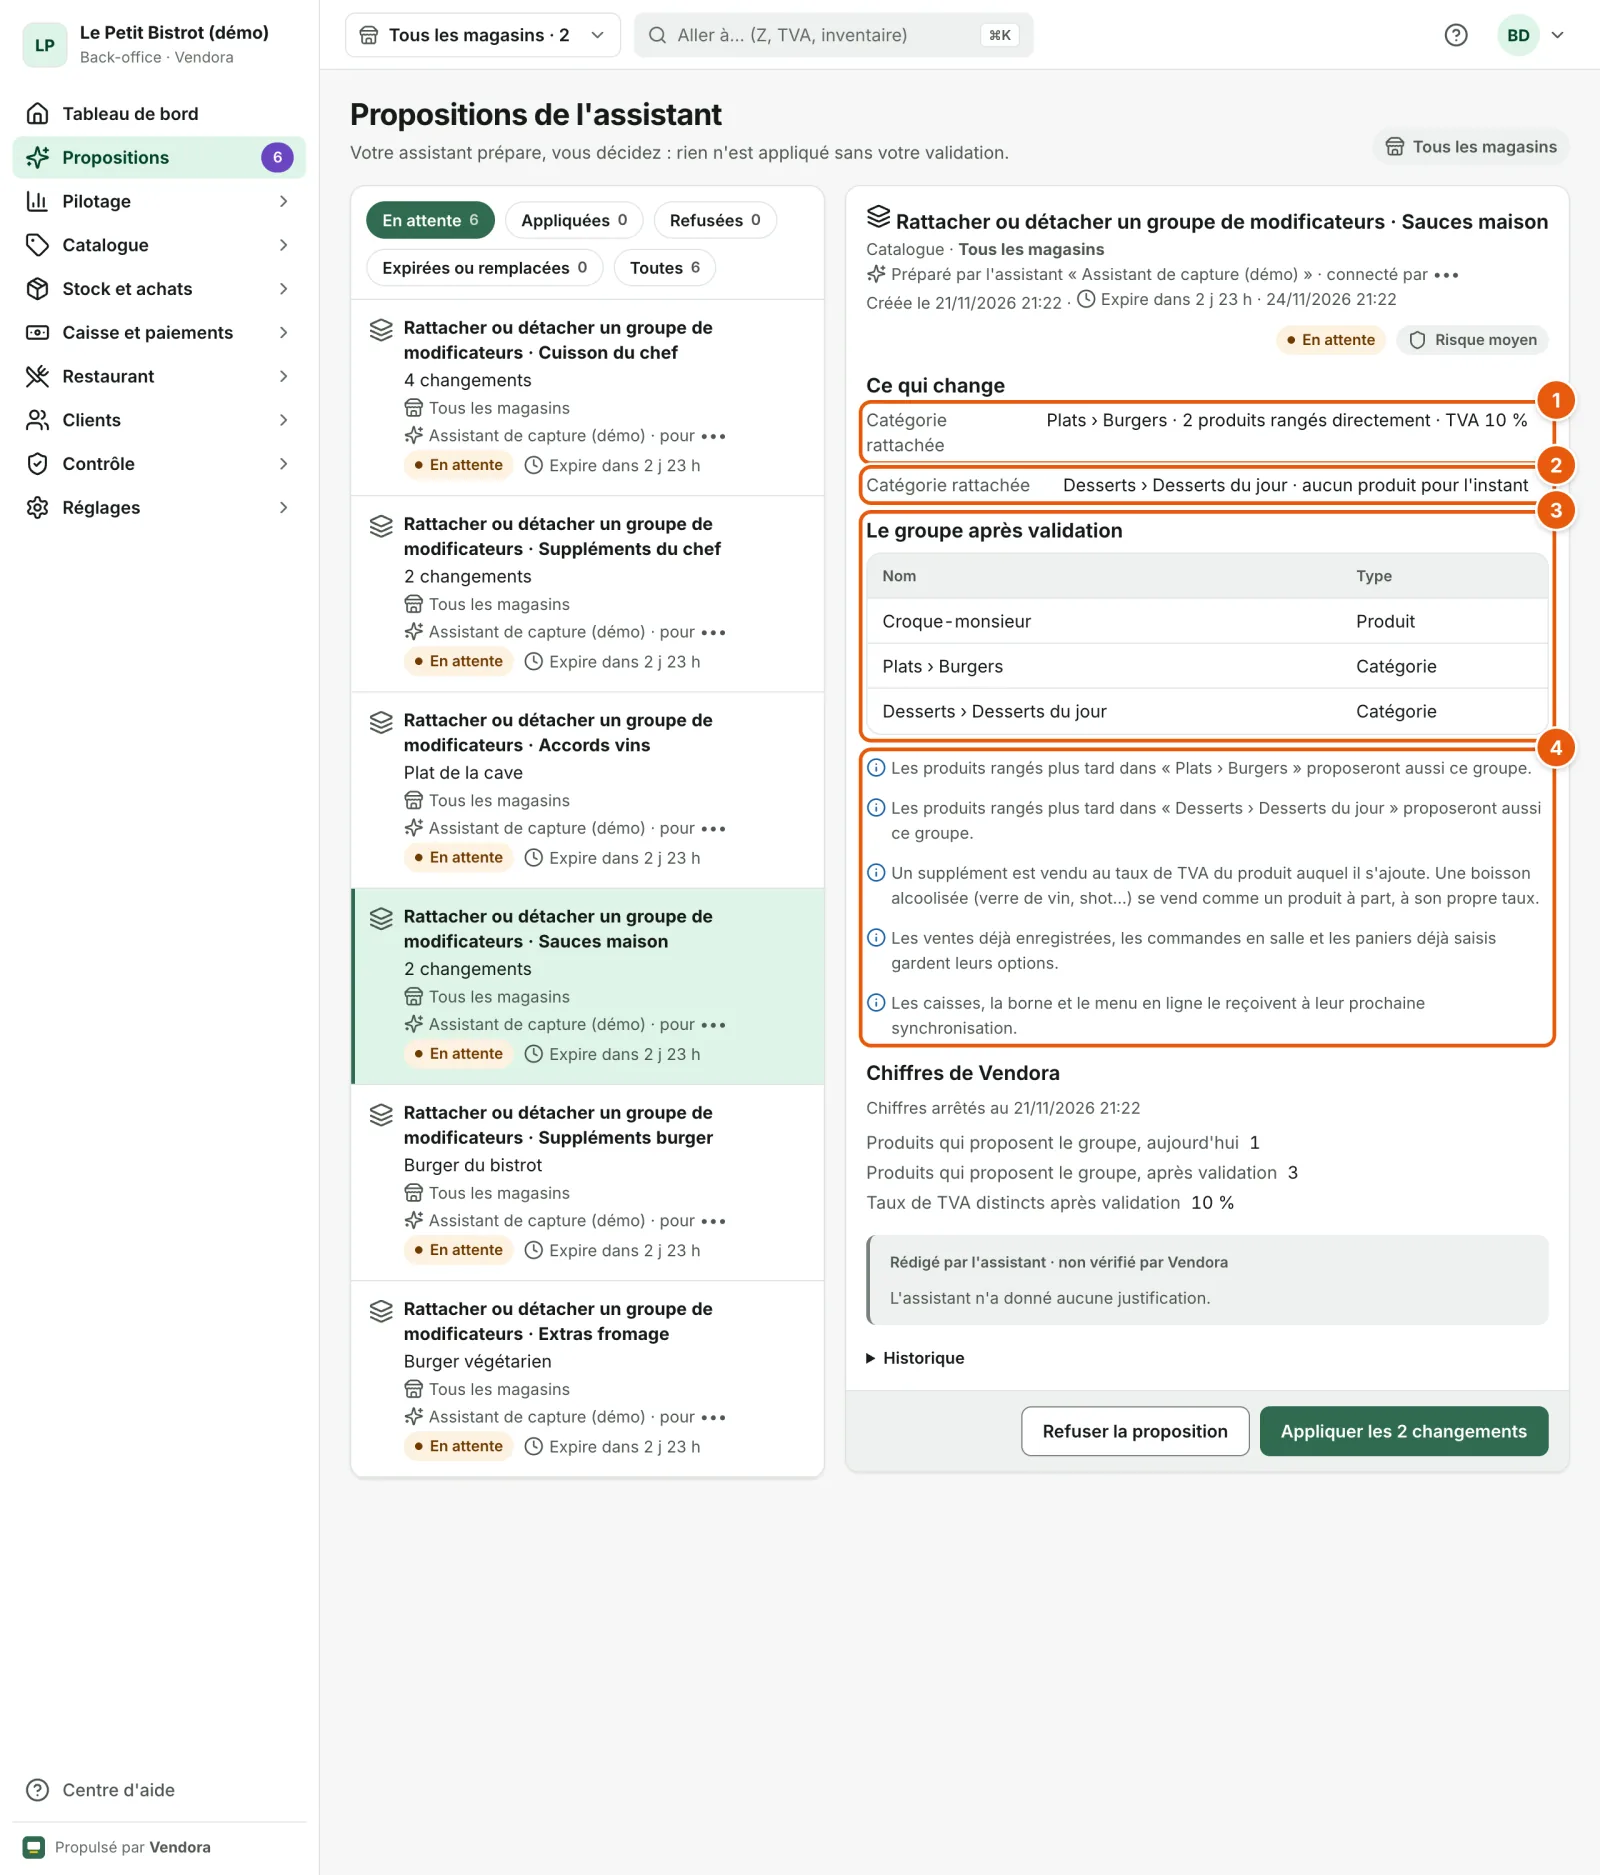 LP
Le Petit Bistrot (démo)
Back-office · Vendora
Tableau de bord
Propositions 6
Pilotage
Catalogue
Stock et achats
Caisse et paiements
Restaurant
Clients
Contrôle
Réglages
Centre d'aide
Propulsé par Vendora
Tous les magasins · 2
Aller à... (Z, TVA, inventaire) ⌘K
BD
Propositions de l'assistant
Votre assistant prépare, vous décidez : rien n'est appliqué sans votre validation.
Tous les magasins
En attente 6
Appliquées 0
Refusées 0
Expirées ou remplacées 0
Toutes 6
Rattacher ou détacher un groupe de
modificateurs · Cuisson du chef
4 changements
Tous les magasins
Assistant de capture (démo) · pour •••
En attente Expire dans 2 j 23 h
Rattacher ou détacher un groupe de
modificateurs · Suppléments du chef
2 changements
Tous les magasins
Assistant de capture (démo) · pour •••
En attente Expire dans 2 j 23 h
Rattacher ou détacher un groupe de
modificateurs · Accords vins
Plat de la cave
Tous les magasins
Assistant de capture (démo) · pour •••
En attente Expire dans 2 j 23 h
Rattacher ou détacher un groupe de
modificateurs · Sauces maison
2 changements
Tous les magasins
Assistant de capture (démo) · pour •••
En attente Expire dans 2 j 23 h
Rattacher ou détacher un groupe de
modificateurs · Suppléments burger
Burger du bistrot
Tous les magasins
Assistant de capture (démo) · pour •••
En attente Expire dans 2 j 23 h
Rattacher ou détacher un groupe de
modificateurs · Extras fromage
Burger végétarien
Tous les magasins
Assistant de capture (démo) · pour •••
En attente Expire dans 2 j 23 h
Rattacher ou détacher un groupe de modificateurs · Sauces maison
Catalogue · Tous les magasins
Préparé par l'assistant « Assistant de capture (démo) » · connecté par •••
Créée le 21/11/2026 21:22 · Expire dans 2 j 23 h · 24/11/2026 21:22
En attente Risque moyen
Ce qui change
1
Catégorie Plats › Burgers · 2 produits rangés directement · TVA 10 %
rattachée
2
Catégorie rattachée Desserts › Desserts du jour · aucun produit pour l'instant
3
Le groupe après validation
Nom Type
Croque-monsieur Produit
Plats › Burgers Catégorie
Desserts › Desserts du jour Catégorie
4
Les produits rangés plus tard dans « Plats › Burgers » proposeront aussi ce groupe.
Les produits rangés plus tard dans « Desserts › Desserts du jour » proposeront aussi
ce groupe.
Un supplément est vendu au taux de TVA du produit auquel il s'ajoute. Une boisson
alcoolisée (verre de vin, shot...) se vend comme un produit à part, à son propre taux.
Les ventes déjà enregistrées, les commandes en salle et les paniers déjà saisis
gardent leurs options.
Les caisses, la borne et le menu en ligne le reçoivent à leur prochaine
synchronisation.
Chiffres de Vendora
Chiffres arrêtés au 21/11/2026 21:22
Produits qui proposent le groupe, aujourd'hui 1
Produits qui proposent le groupe, après validation 3
Taux de TVA distincts après validation 10 %
Rédigé par l'assistant · non vérifié par Vendora
L'assistant n'a donné aucune justification.
Historique
Refuser la proposition
Appliquer les 2 changements